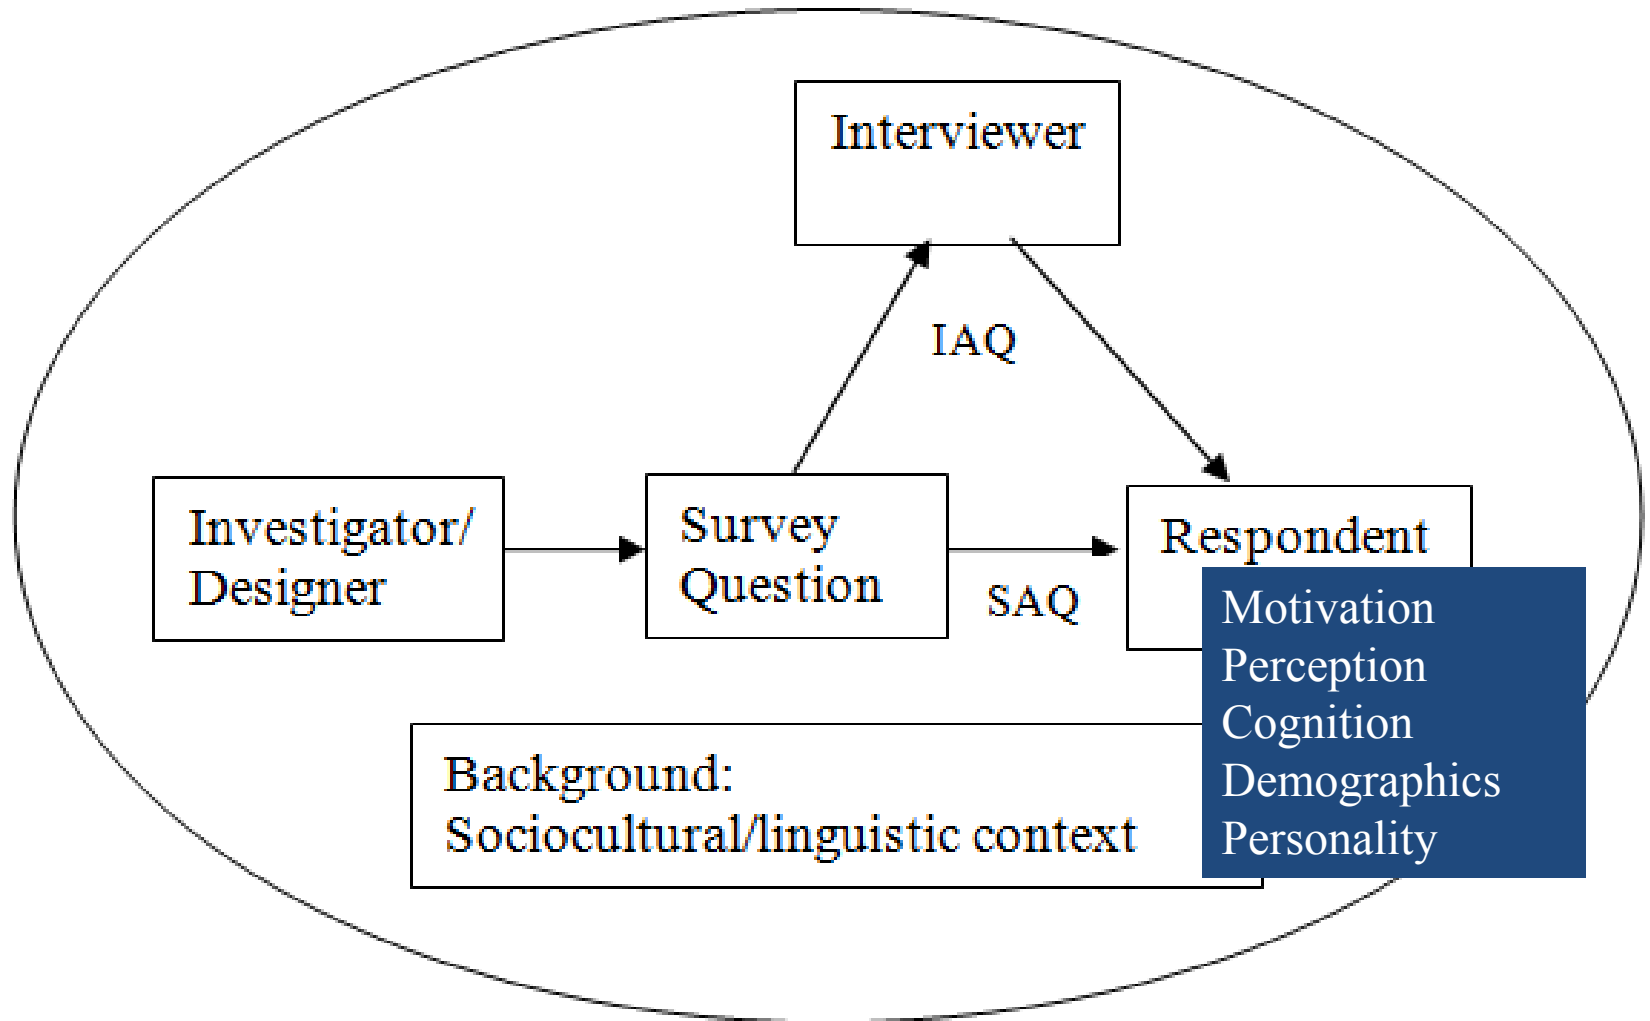 Interviewer
IAQ
Investigator/
Designer
Survey
Question
SAQ
Respondent
Motivation
Perception
Cognition
Demographics
Personality
Background:
Sociocultural/linguistic context